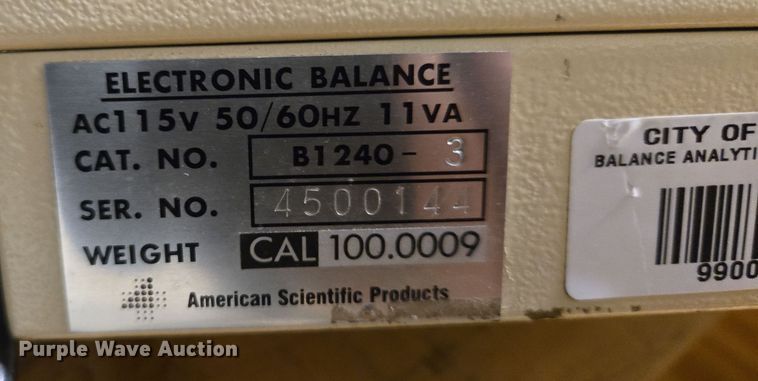 ELECTRONIC BALANCE
AC115V 50/60HZ 11VA
CAT. NO. B1240-3
SER. NO. 4500144
WEIGHT CAL 100.0009
American Scientific Products
CITY OF
BALANCE ANALYTI
9900
Purple Wave Auction